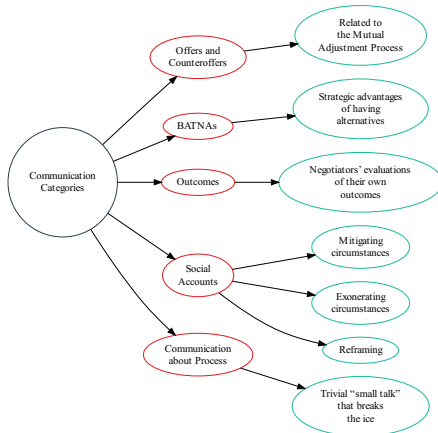 Communication
Categories
Offers and
Counteroffers
Related to
the Mutual
Adjustment Process
BATNAs
Strategic advantages
of having
alternatives
Outcomes
Negotiators’ evaluations
of their own
outcomes
Social
Accounts
Mitigating
circumstances
Exonerating
circumstances
Reframing
Communication
about Process
Trivial “small talk”
that breaks
the ice